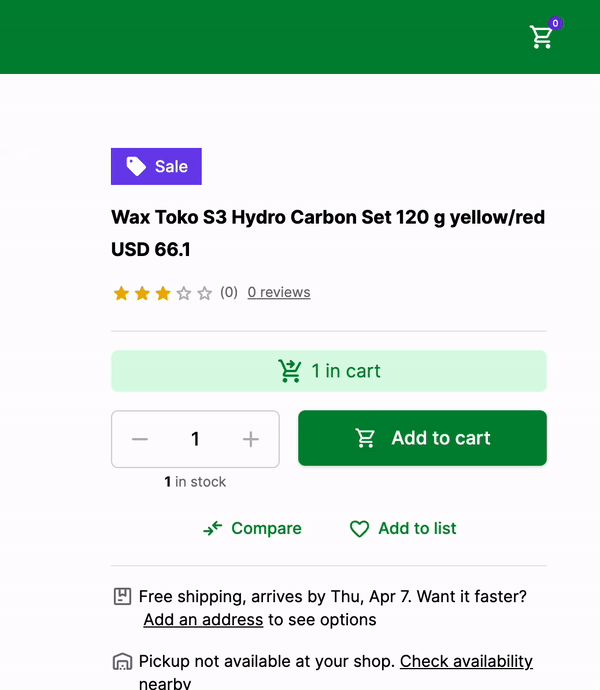 0
Sale
Wax Toko S3 Hydro Carbon Set 120 g yellow/red
USD 66.1
(0) 0 reviews
1 in cart
1 Add to cart
1 in stock
Compare Add to list
Free shipping, arrives by Thu, Apr 7. Want it faster?
Add an address to see options
Pickup not available at your shop. Check availability
nearby